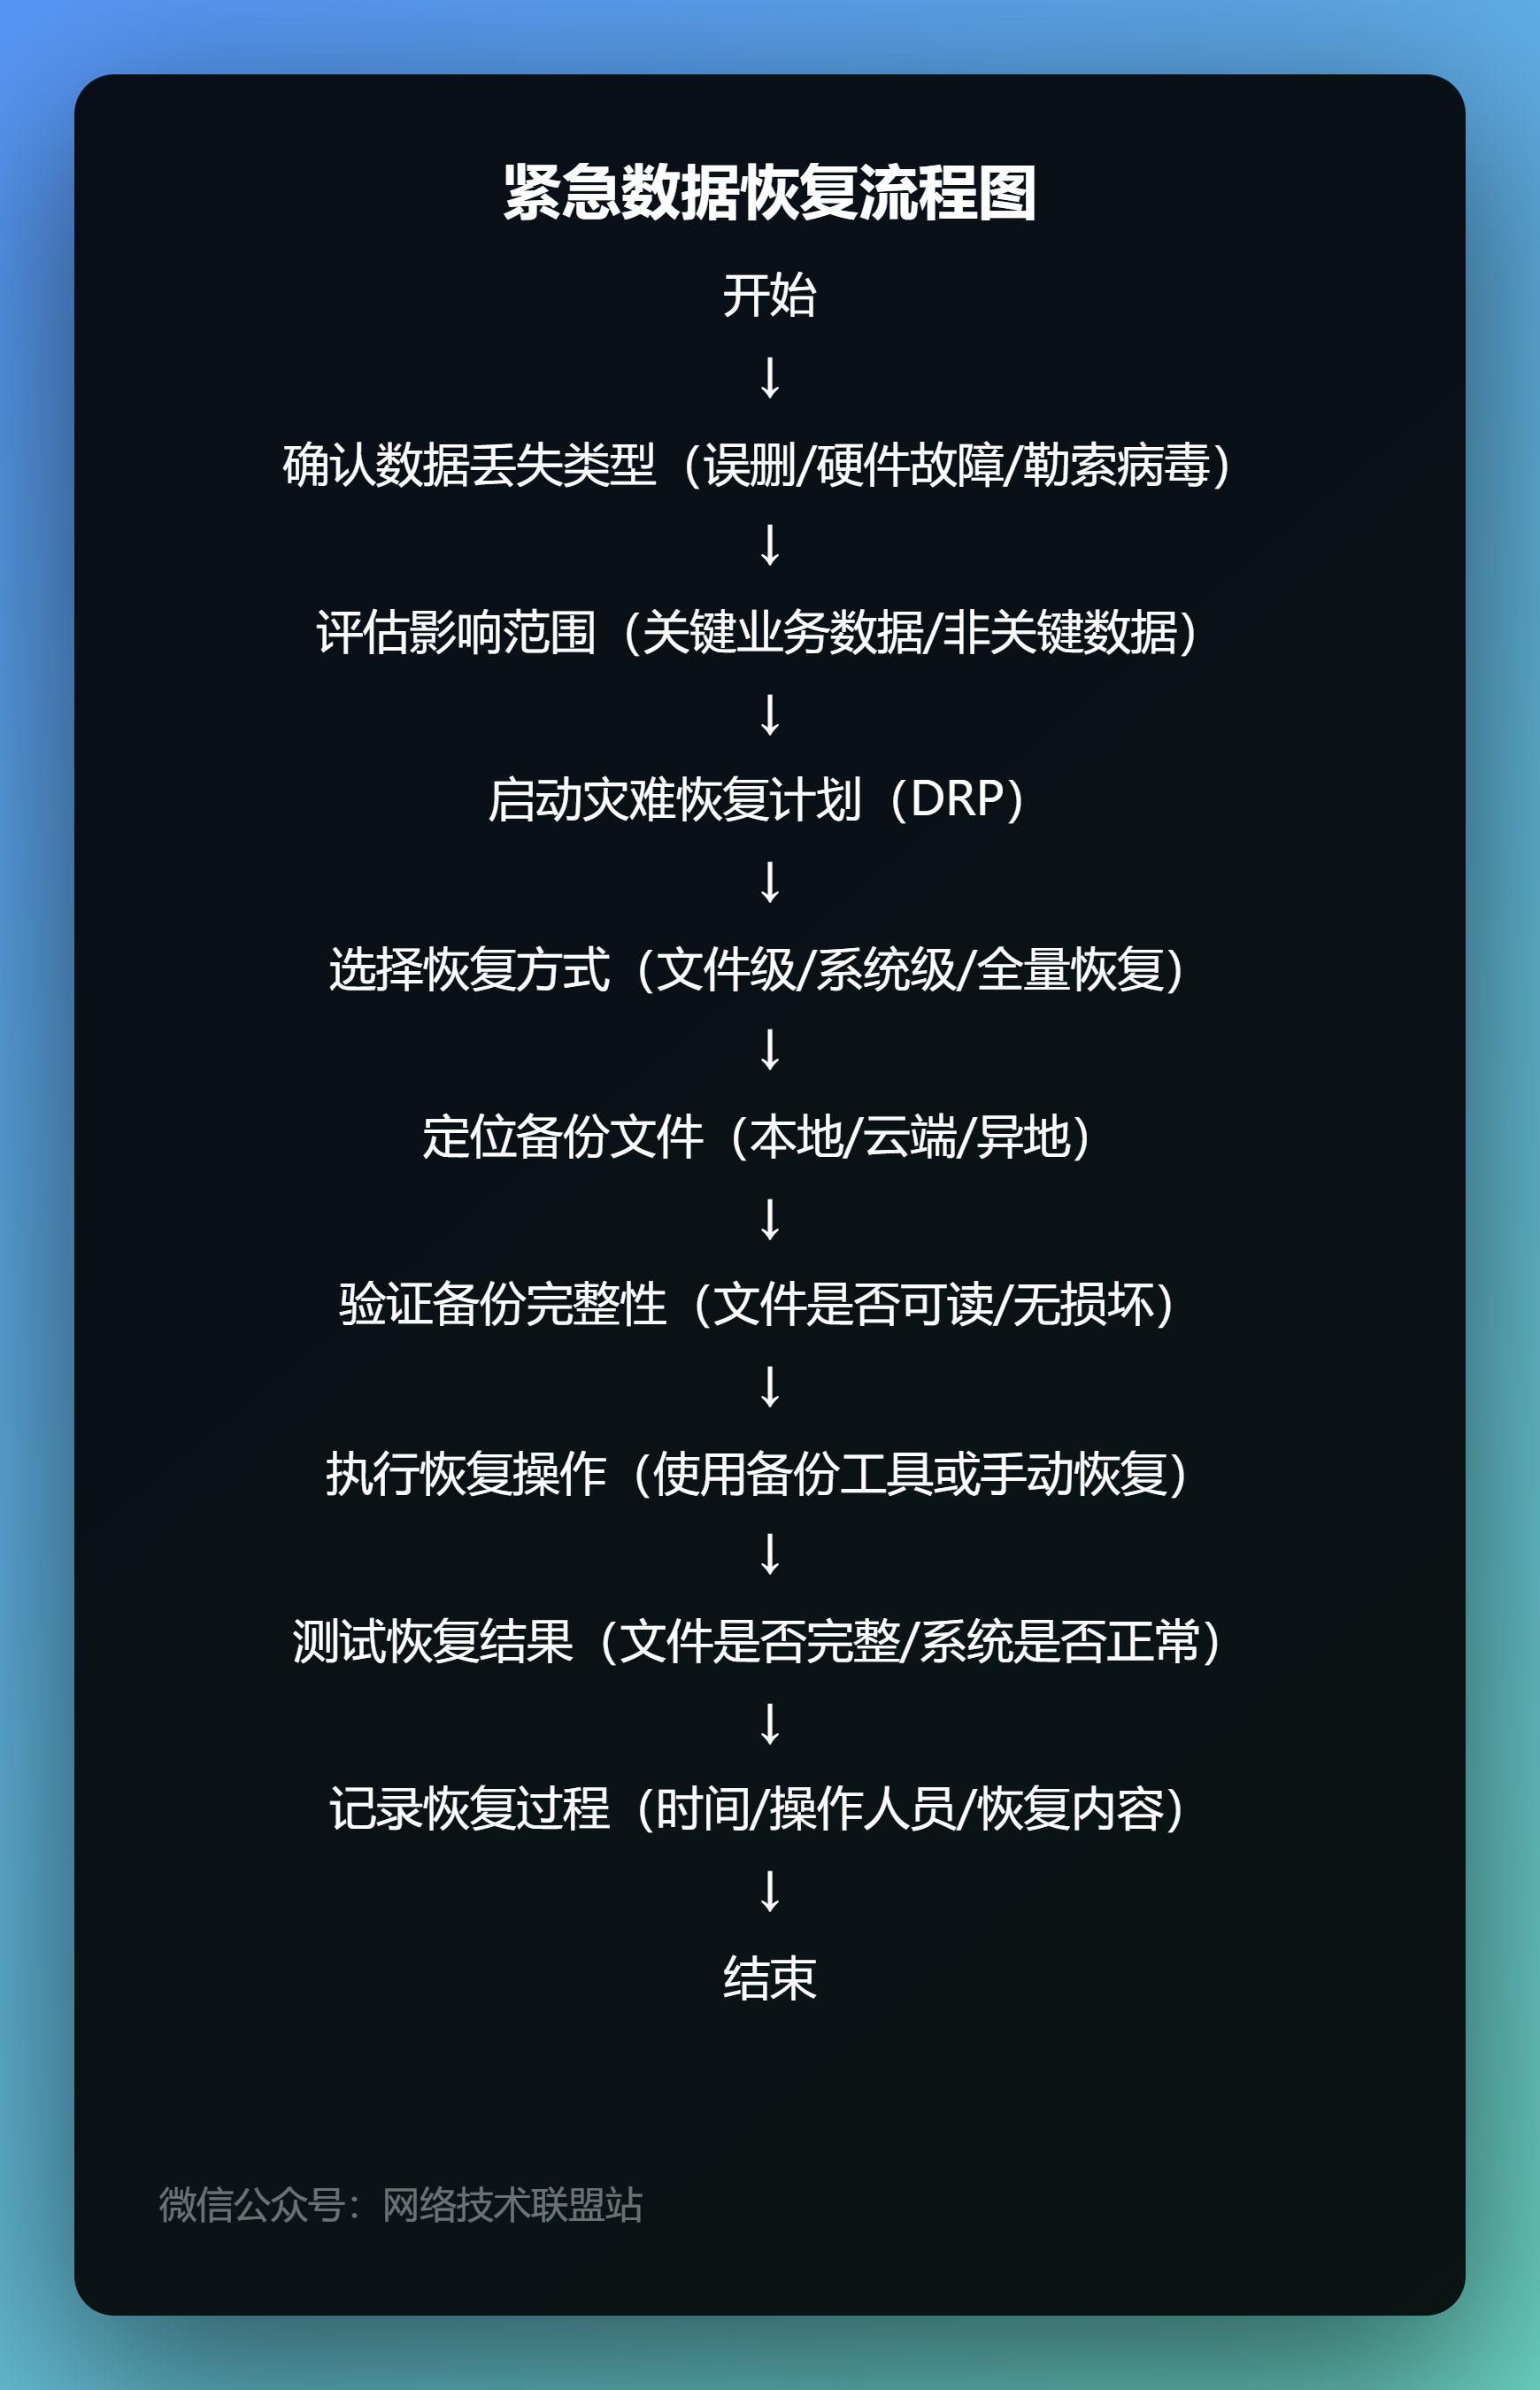 紧急数据恢复流程图
开始
↓
确认数据丢失类型（误删/硬件故障/勒索病毒）
↓
评估影响范围（关键业务数据/非关键数据）
↓
启动灾难恢复计划（DRP）
↓
选择恢复方式（文件级/系统级/全量恢复）
↓
定位备份文件（本地/云端/异地）
↓
验证备份完整性（文件是否可读/无损坏）
↓
执行恢复操作（使用备份工具或手动恢复）
↓
测试恢复结果（文件是否完整/系统是否正常）
↓
记录恢复过程（时间/操作人员/恢复内容）
↓
结束
微信公众号：网络技术联盟站